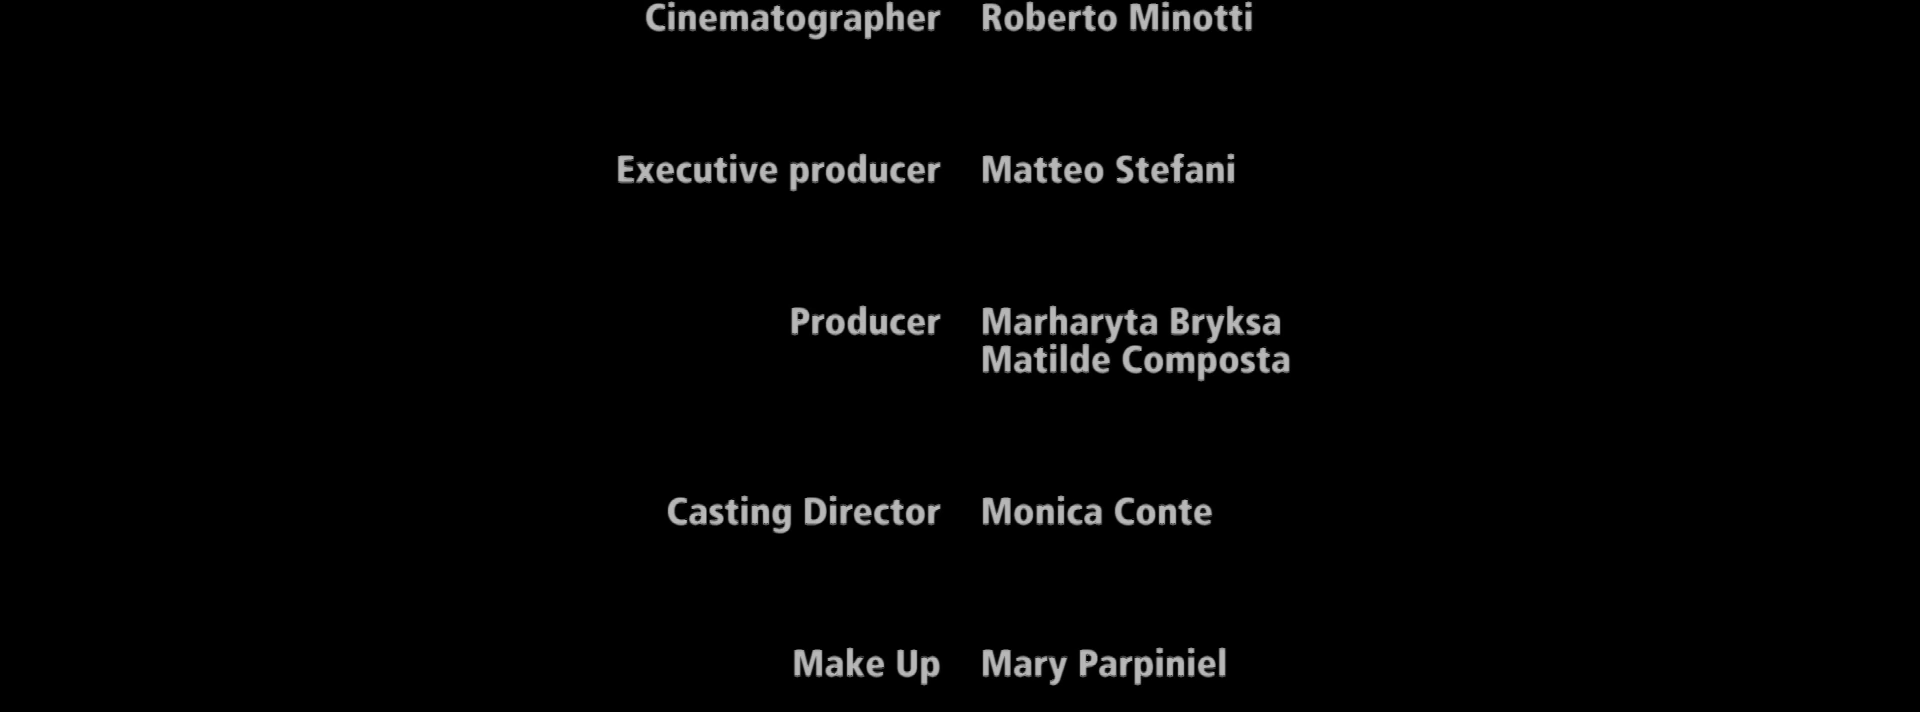 Cinematographer Roberto Minotti
Executive producer Matteo Stefani
Producer Marharyta Bryksa
Matilde Composta
Casting Director Monica Conte
Make Up Mary Parpiniel